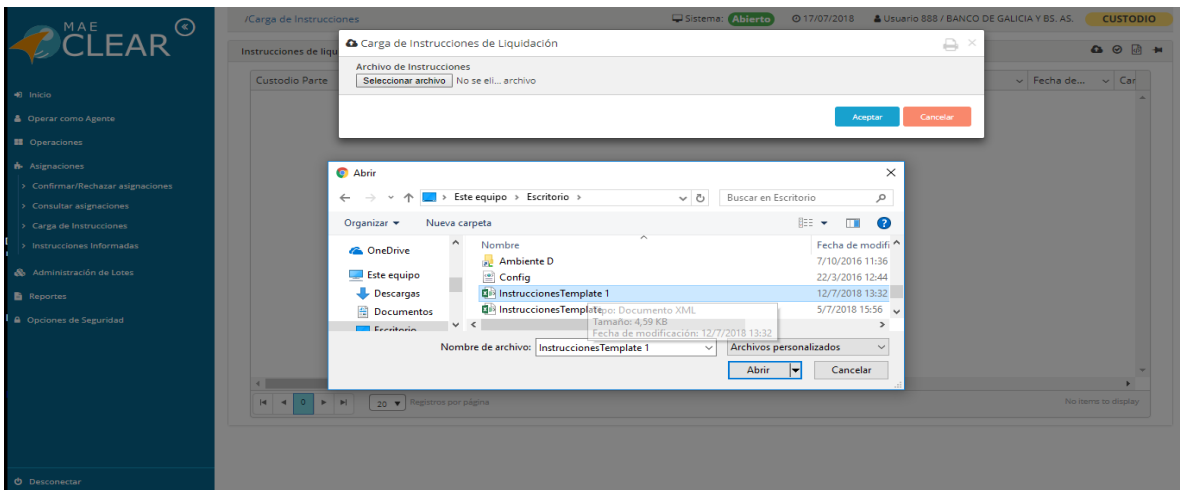 MAE
CLEAR
/Carga de Instrucciones
Sistema: Abierto
17/07/2018
Usuario 888 / BANCO DE GALICIA Y BS. AS.
CUSTODIO
Instrucciones de liqu
Carga de Instrucciones de Liquidación
Archivo de Instrucciones
Seleccionar archivo No se eli... archivo
Aceptar
Cancelar
Custodio Parte
Fecha de...
Car
Inicio
Operar como Agente
Operaciones
Asignaciones
> Confirmar/Rechazar asignaciones
> Consultar asignaciones
> Carga de Instrucciones
> Instrucciones Informadas
Administración de Lotes
Reportes
Opciones de Seguridad
Desconectar
Abrir
Este equipo > Escritorio >
Buscar en Escritorio
Organizar
Nueva carpeta
OneDrive
Este equipo
Descargas
Documentos
Escritorio
Nombre
Fecha de modifi
Ambiente D
7/10/2016 11:36
Config
22/3/2016 12:44
InstruccionesTemplate 1
12/7/2018 13:32
InstruccionesTemplate
5/7/2018 15:56
Tipo: Documento XML
Tamaño: 4,59 KB
Fecha de modificación: 12/7/2018 13:32
Nombre de archivo: InstruccionesTemplate 1
Archivos personalizados
Abrir
Cancelar
0
20
Registros por página
No items to display